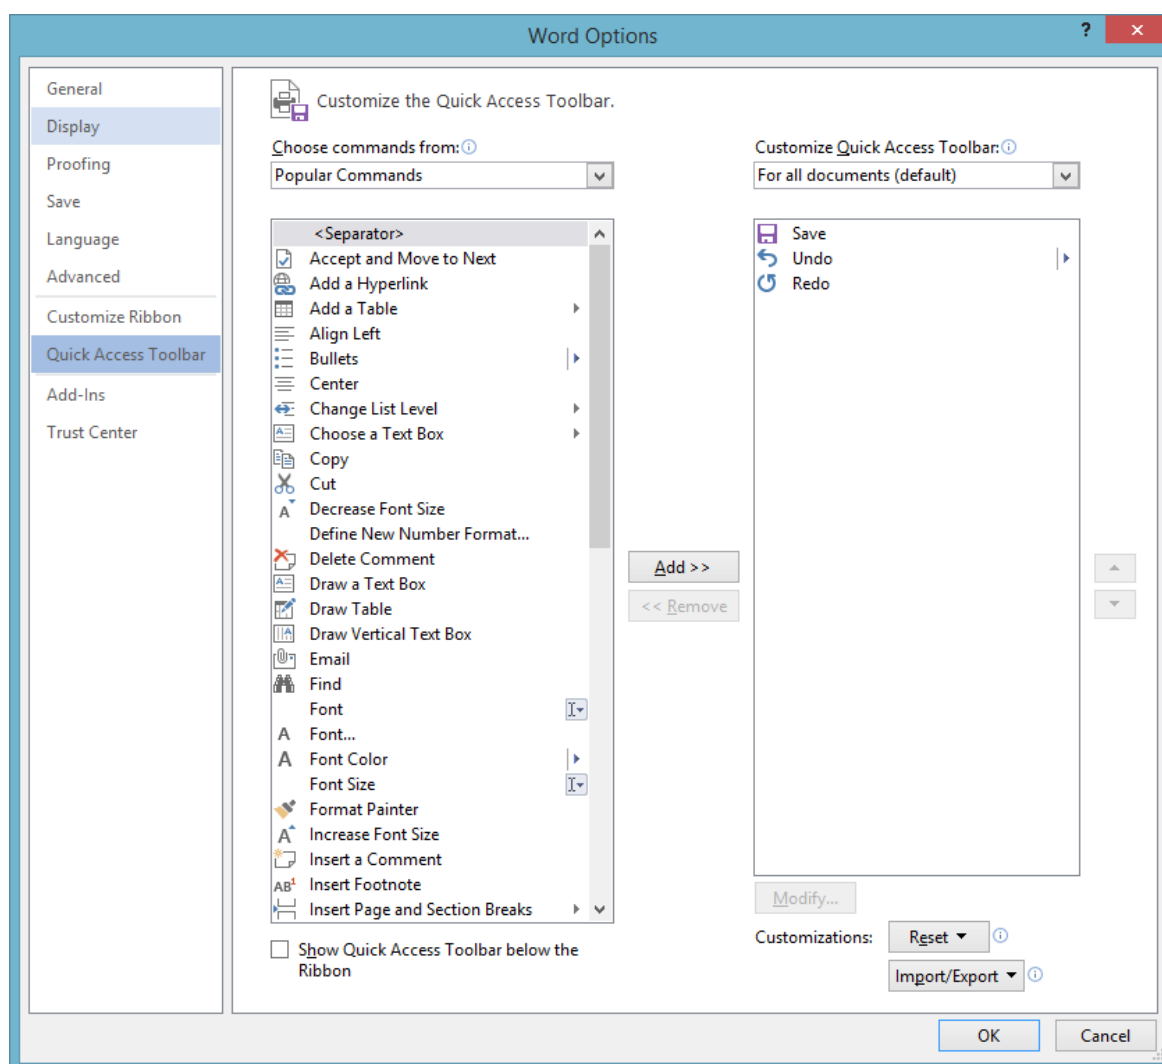 Word Options
?
General
Display
Proofing
Save
Language
Advanced
Customize Ribbon
Quick Access Toolbar
Add-Ins
Trust Center
Customize the Quick Access Toolbar.
Choose commands from:
Popular Commands
<Separator>
Accept and Move to Next
Add a Hyperlink
Add a Table
Align Left
Bullets
Center
Change List Level
Choose a Text Box
Copy
Cut
Decrease Font Size
Define New Number Format...
Delete Comment
Draw a Text Box
Draw Table
Draw Vertical Text Box
Email
Find
Font
Font...
Font Color
Font Size
Format Painter
Increase Font Size
Insert a Comment
Insert Footnote
Insert Page and Section Breaks
Show Quick Access Toolbar below the
Ribbon
Add >>
<< Remove
Customize Quick Access Toolbar:
For all documents (default)
Save
Undo
Redo
Modify...
Customizations:
Reset
Import/Export
OK
Cancel